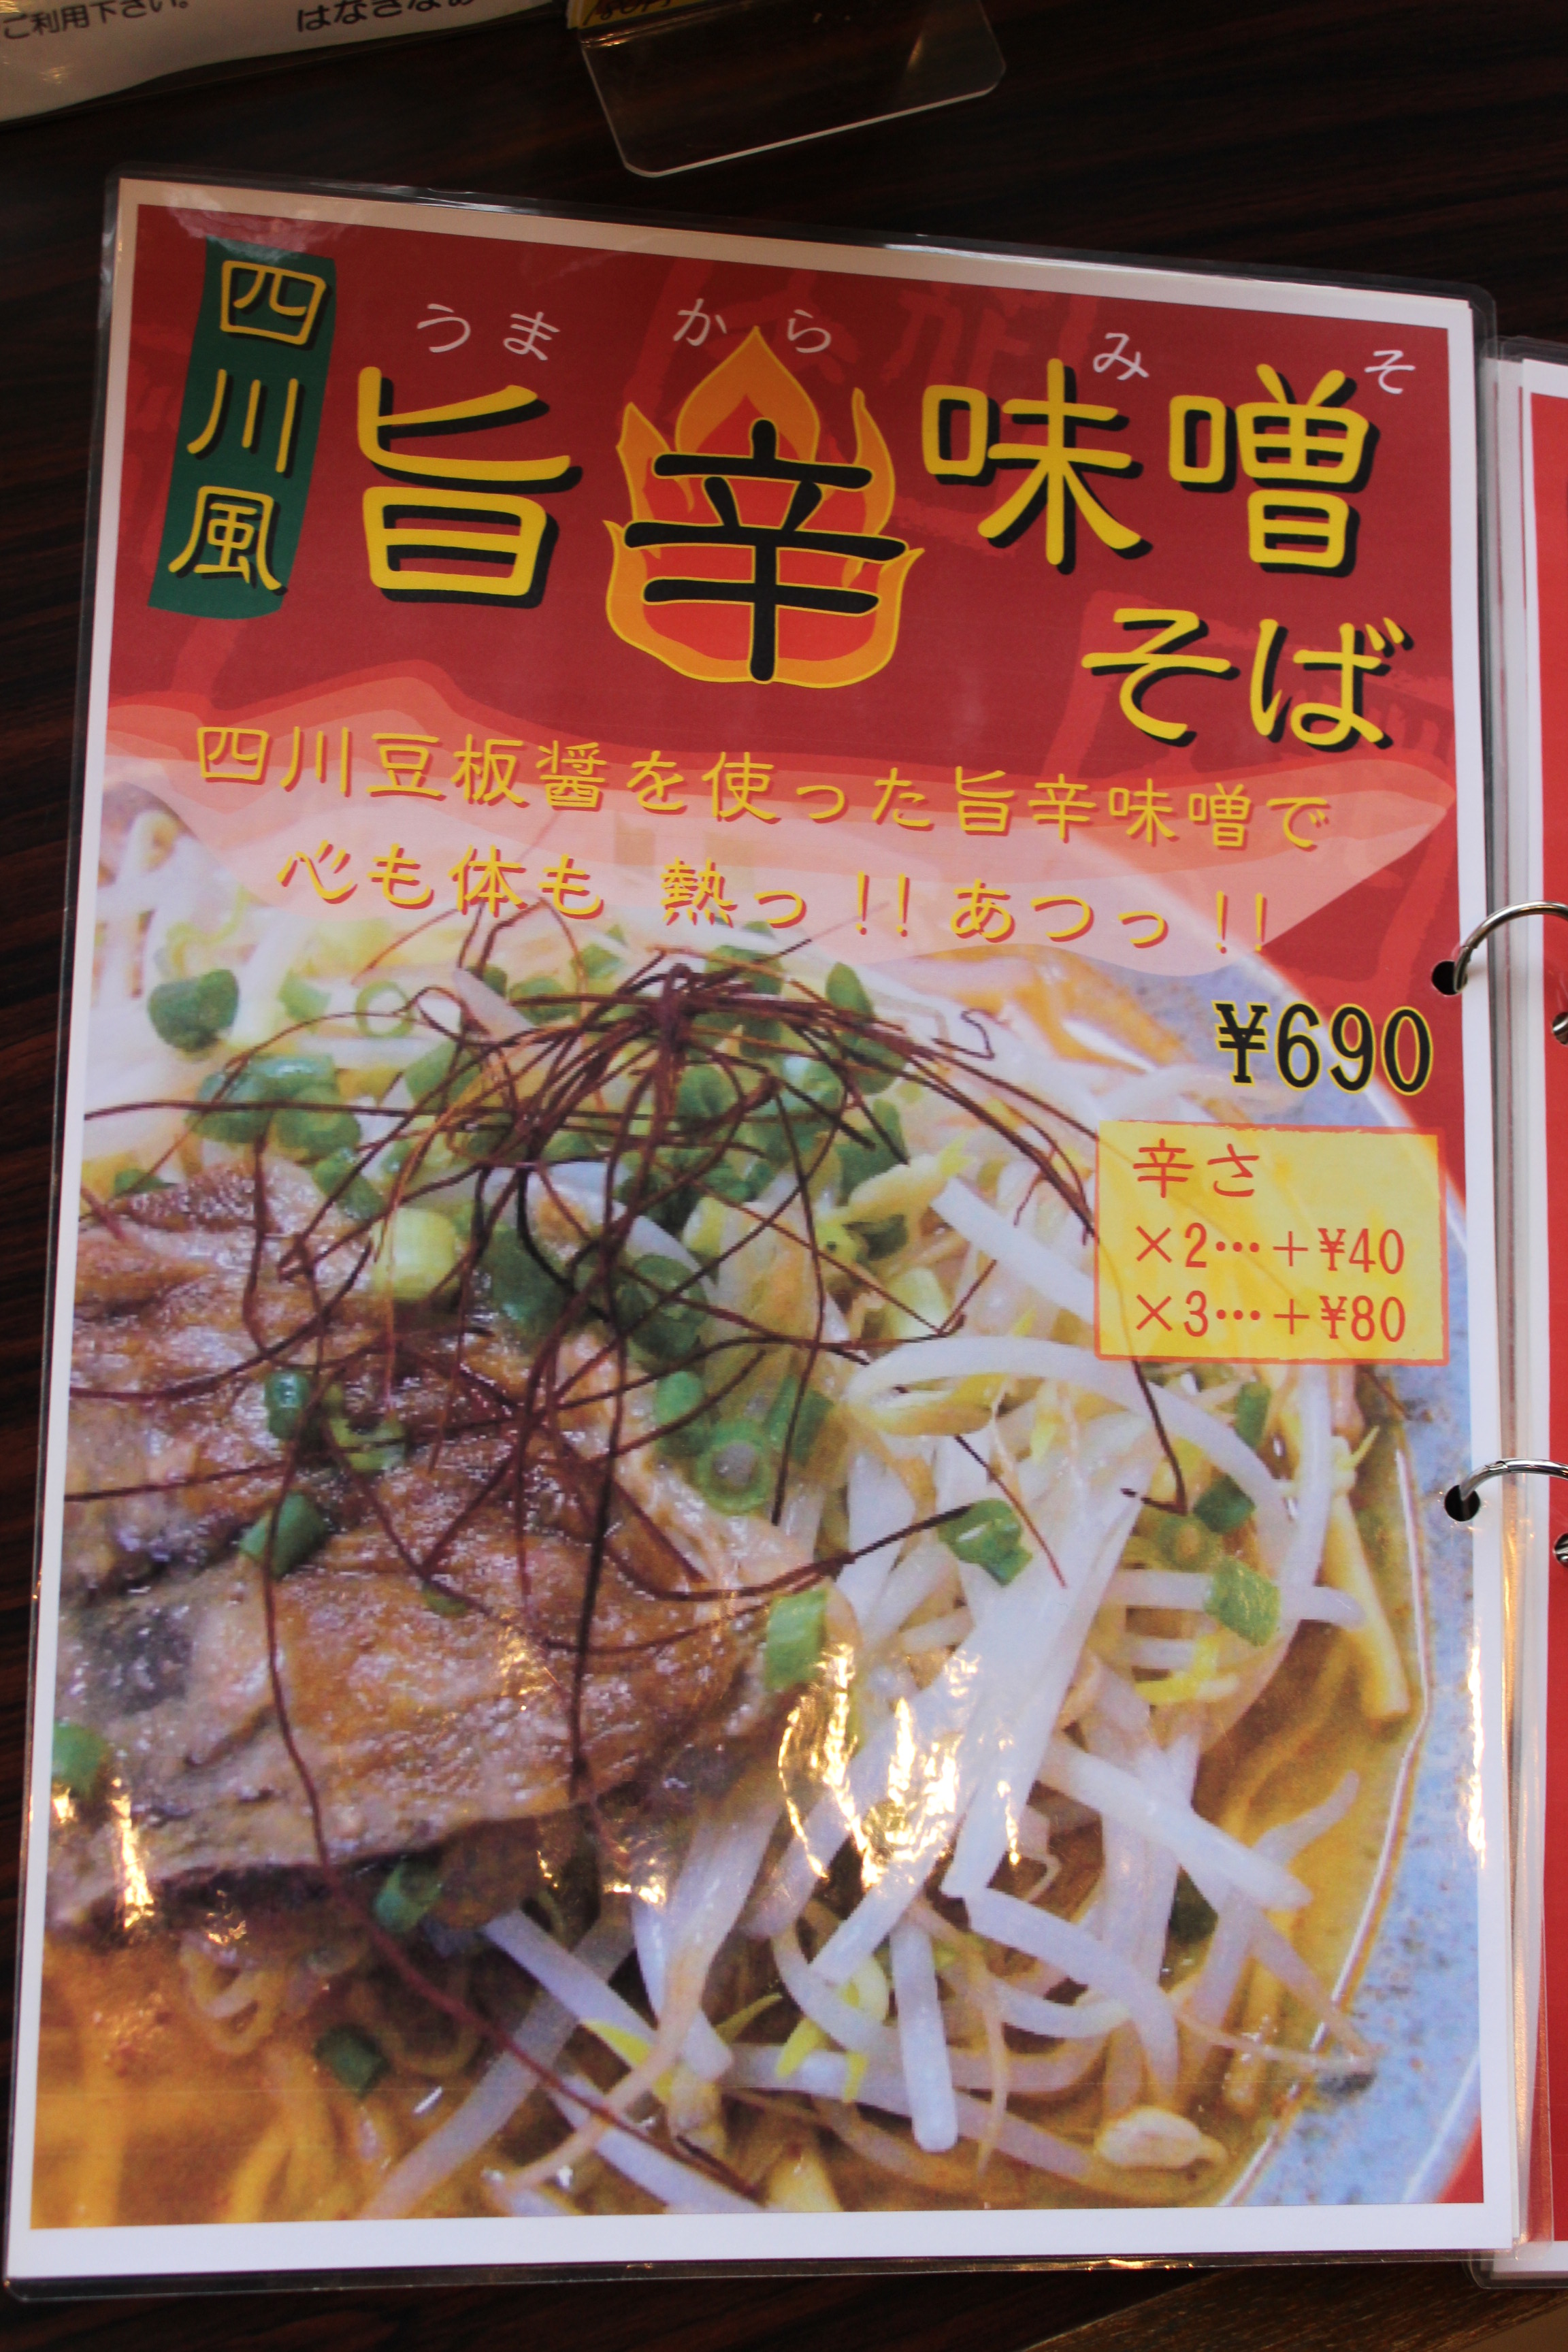 ご利用下さい。
はなきなめ
四川風
うま から みそ
旨辛味噌
そば
四川豆板醤を使った旨辛味噌で
心も体も 熱っ!!あつっ!!
¥690
辛さ
×2…+¥40
×3…+¥80